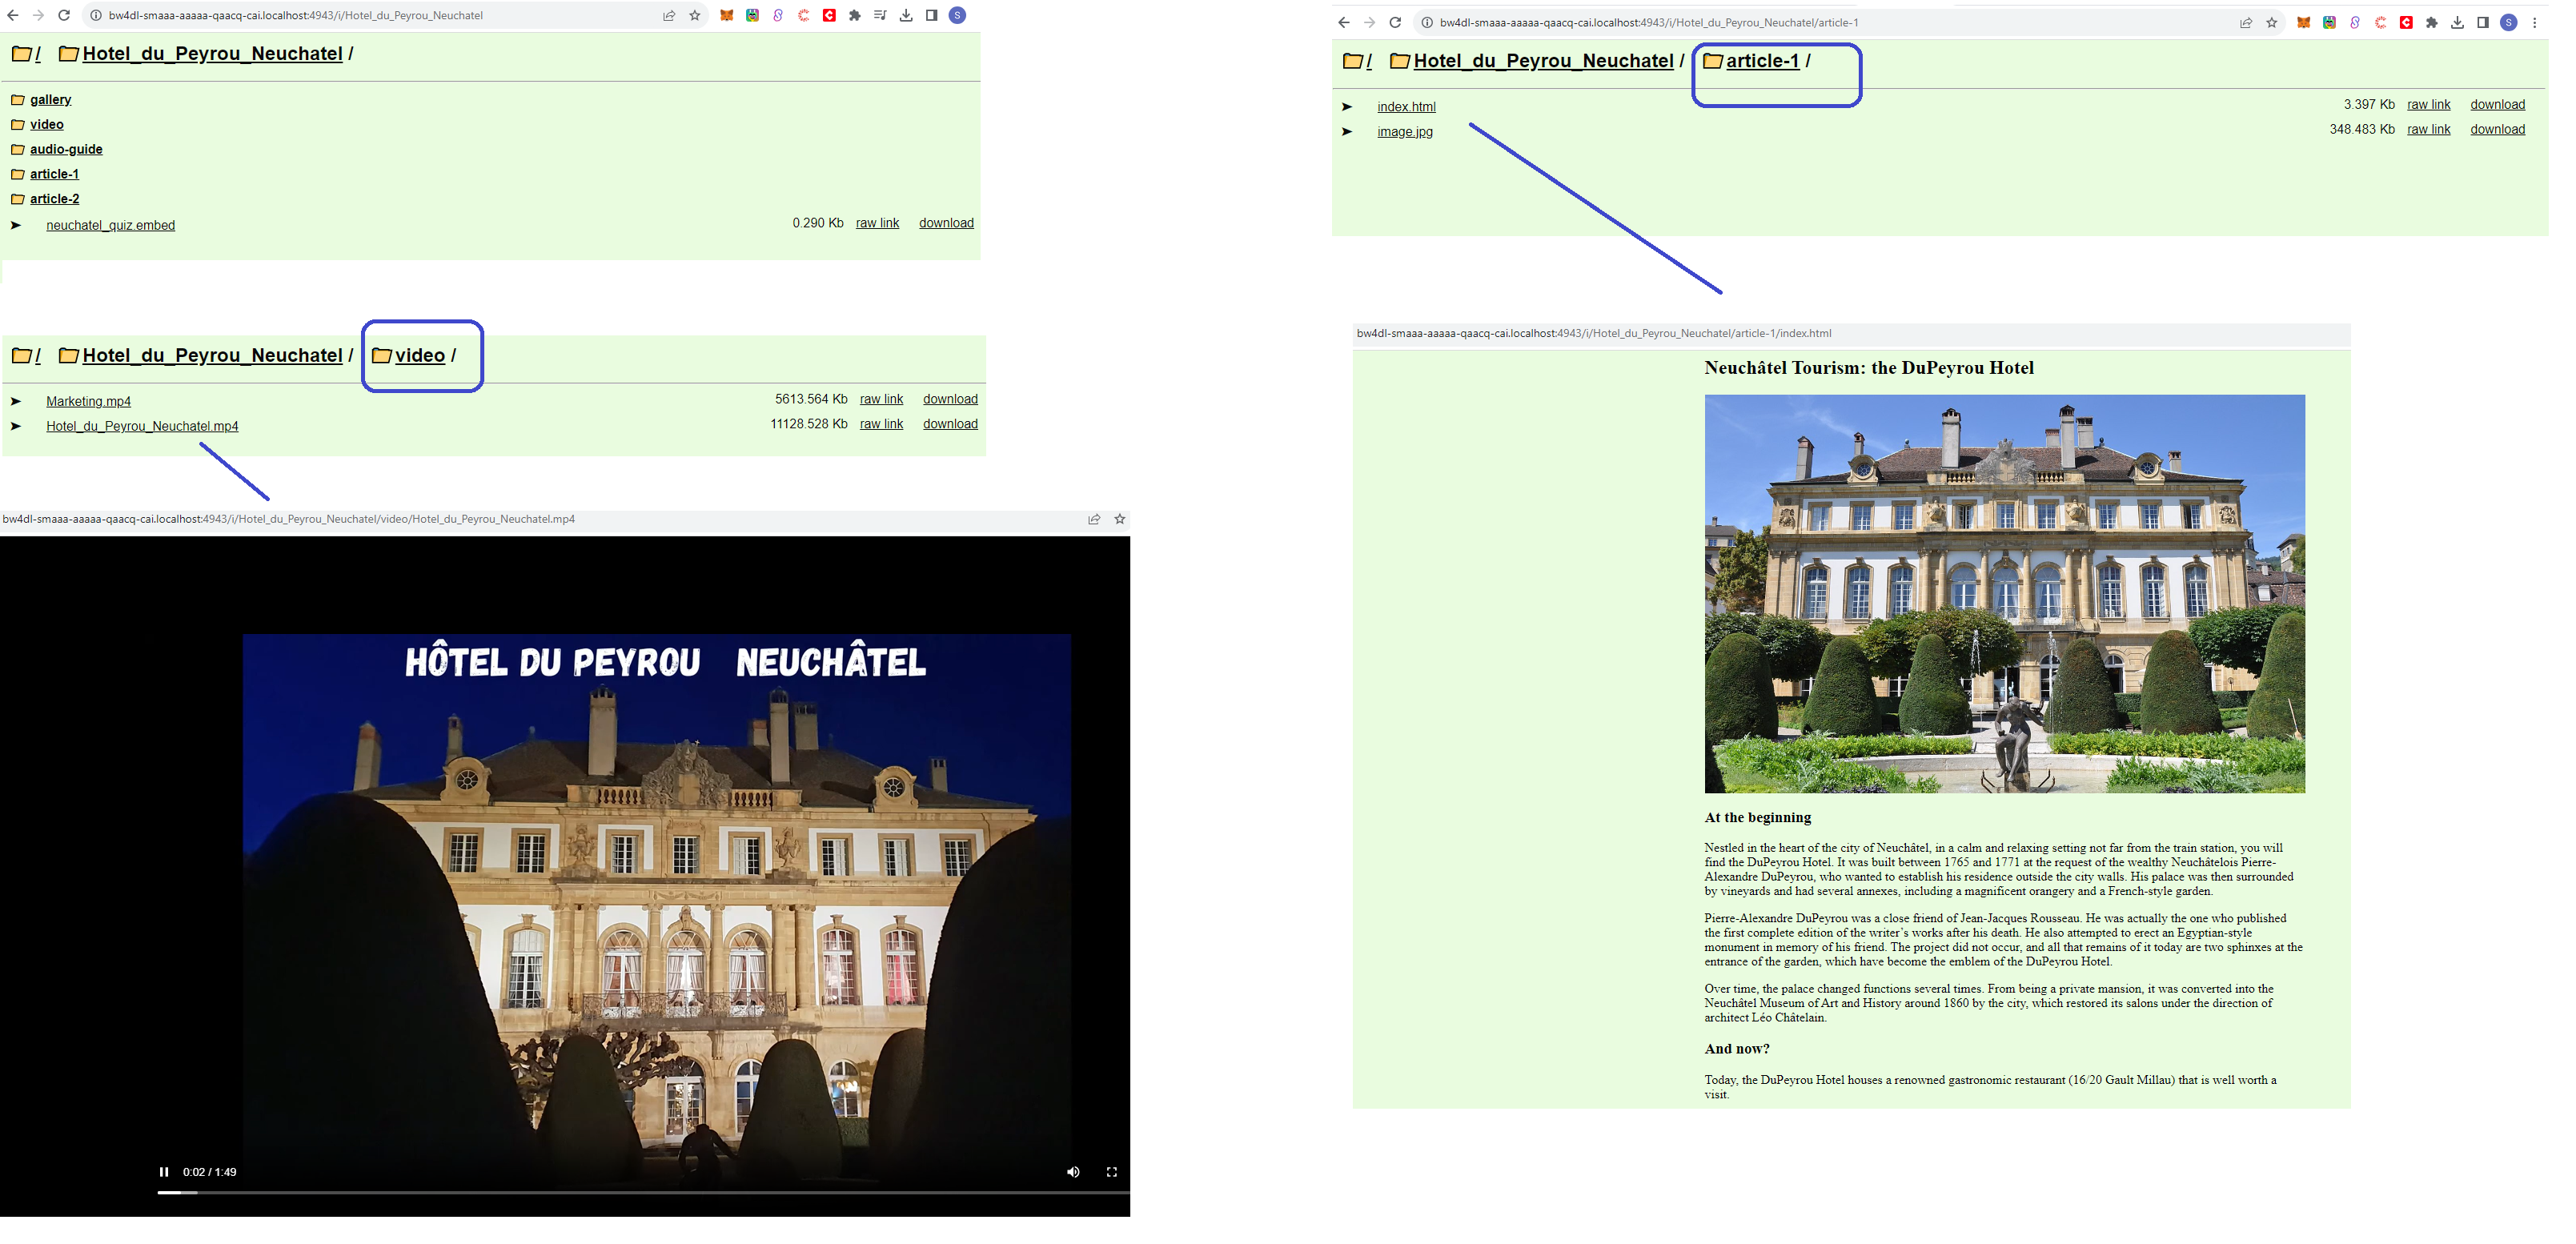 bw4dl-smaaa-aaaaa-qaacq-cai.localhost:4943/i/Hotel_du_Peyrou_Neuchatel
S
/ Hotel_du_Peyrou_Neuchatel /
gallery
video
audio-guide
article-1
article-2
➤ neuchatel_quiz.embed 0.290 Kb raw link download
/ Hotel_du_Peyrou_Neuchatel / video /
➤ Marketing.mp4 5613.564 Kb raw link download
➤ Hotel_du_Peyrou_Neuchatel.mp4 11128.528 Kb raw link download
bw4dl-smaaa-aaaaa-qaacq-cai.localhost:4943/i/Hotel_du_Peyrou_Neuchatel/video/Hotel_du_Peyrou_Neuchatel.mp4
HÔTEL DU PEYROU NEUCHÂTEL
0:02 / 1:49
bw4dl-smaaa-aaaaa-qaacq-cai.localhost:4943/i/Hotel_du_Peyrou_Neuchatel/article-1
S
/ Hotel_du_Peyrou_Neuchatel / article-1 /
➤ index.html 3.397 Kb raw link download
➤ image.jpg 348.483 Kb raw link download
bw4dl-smaaa-aaaaa-qaacq-cai.localhost:4943/i/Hotel_du_Peyrou_Neuchatel/article-1/index.html
Neuchâtel Tourism: the DuPeyrou Hotel
At the beginning
Nestled in the heart of the city of Neuchâtel, in a calm and relaxing setting not far from the train station, you will
find the DuPeyrou Hotel. It was built between 1765 and 1771 at the request of the wealthy Neuchâtelois Pierre-
Alexandre DuPeyrou, who wanted to establish his residence outside the city walls. His palace was then surrounded
by vineyards and had several annexes, including a magnificent orangery and a French-style garden.
Pierre-Alexandre DuPeyrou was a close friend of Jean-Jacques Rousseau. He was actually the one who published
the first complete edition of the writer`s works after his death. He also attempted to erect an Egyptian-style
monument in memory of his friend. The project did not occur, and all that remains of it today are two sphinxes at the
entrance of the garden, which have become the emblem of the DuPeyrou Hotel.
Over time, the palace changed functions several times. From being a private mansion, it was converted into the
Neuchâtel Museum of Art and History around 1860 by the city, which restored its salons under the direction of
architect Léo Châtelain.
And now?
Today, the DuPeyrou Hotel houses a renowned gastronomic restaurant (16/20 Gault Millau) that is well worth a
visit.